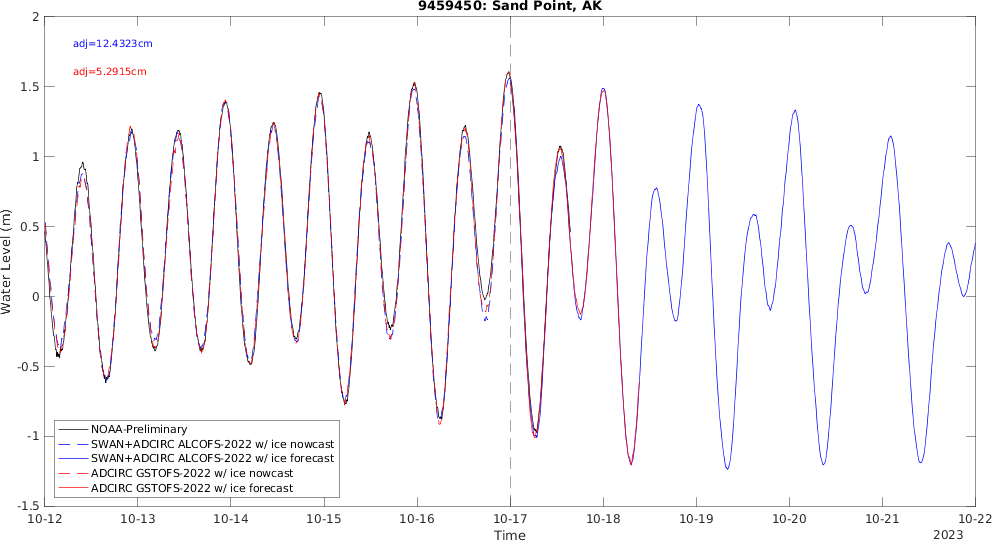 9459450: Sand Point, AK
adj=12.4323cm
adj=5.2915cm
Water Level (m)
2
1.5
1
0.5
0
-0.5
-1
-1.5
NOAA-Preliminary
SWAN+ADCIRC ALCOFS-2022 w/ ice nowcast
SWAN+ADCIRC ALCOFS-2022 w/ ice forecast
ADCIRC GSTOFS-2022 w/ ice nowcast
ADCIRC GSTOFS-2022 w/ ice forecast
10-12 10-13 10-14 10-15 10-16 10-17 10-18 10-19 10-20 10-21 10-22
Time
2023